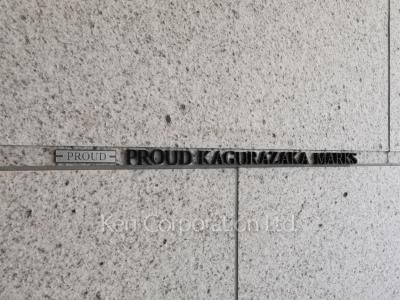 PROUD PROUD KAGURAZAKA MARKS
Ken Corporation Ltd.